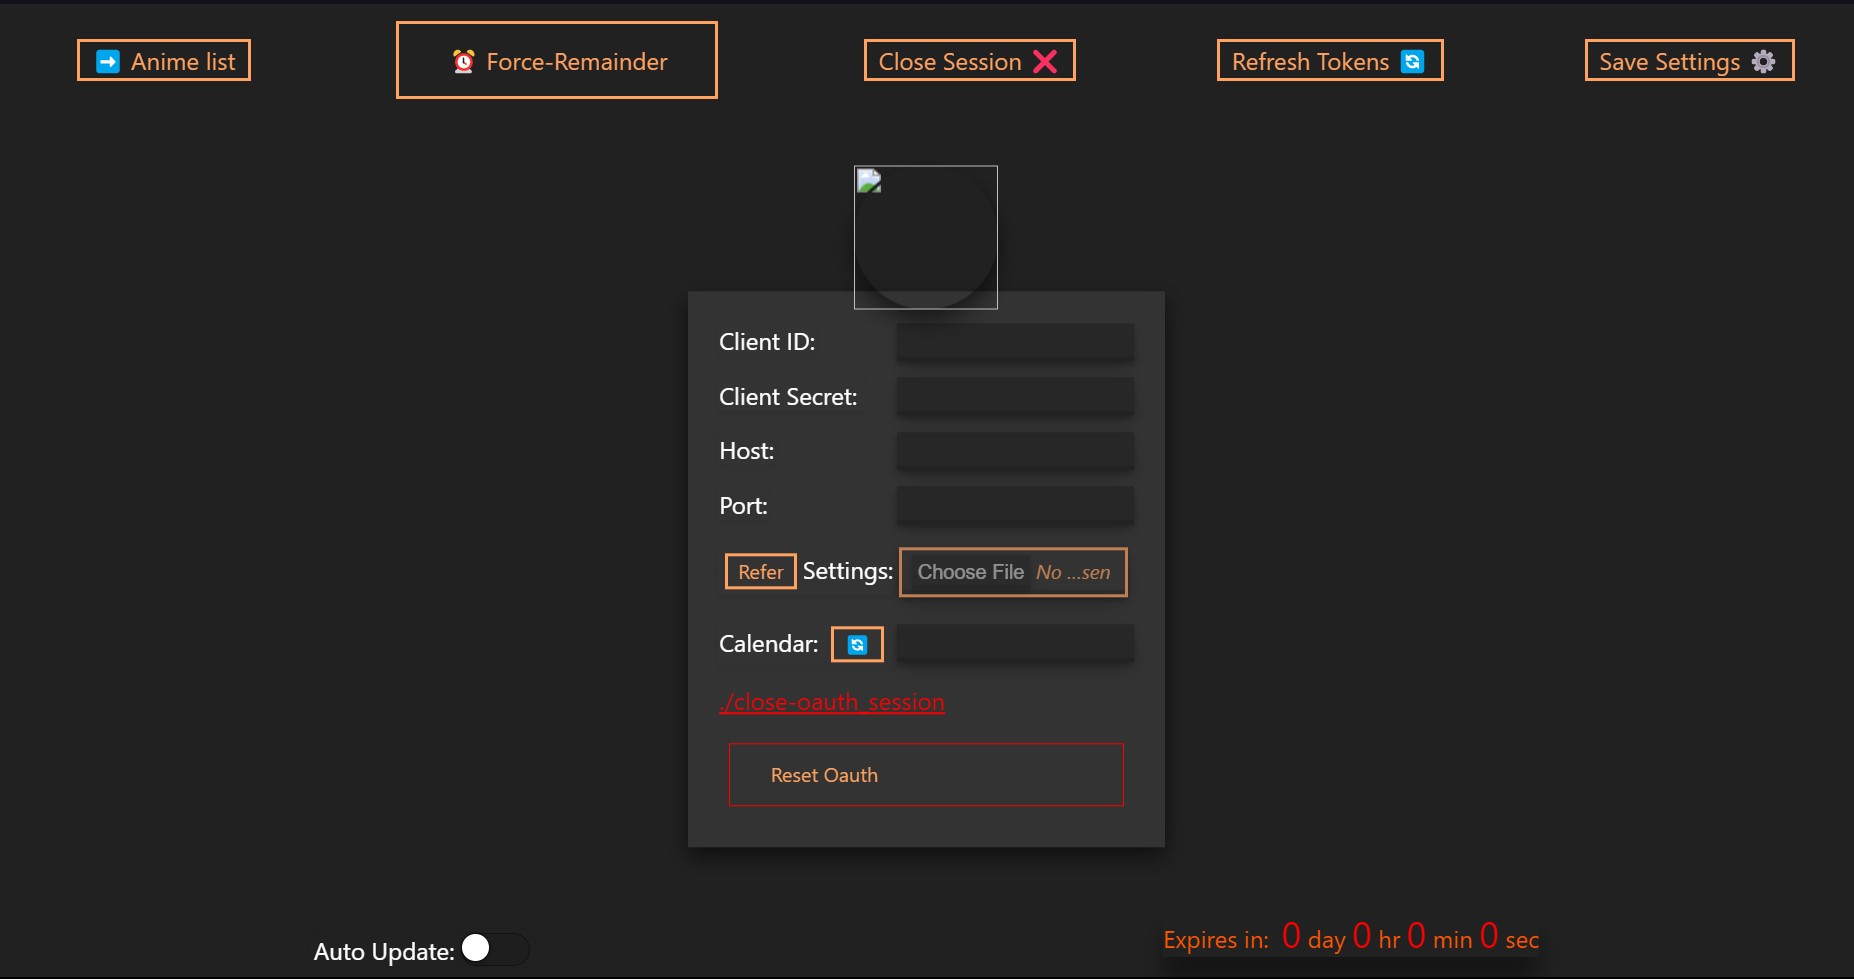 Anime list
Force-Remainder
Close Session
Refresh Tokens
Save Settings
Client ID:
Client Secret:
Host:
Port:
Refer Settings: Choose File No ...sen
Calendar:
./close-oauth_session
Reset Oauth
Auto Update:
Expires in: 0 day 0 hr 0 min 0 sec